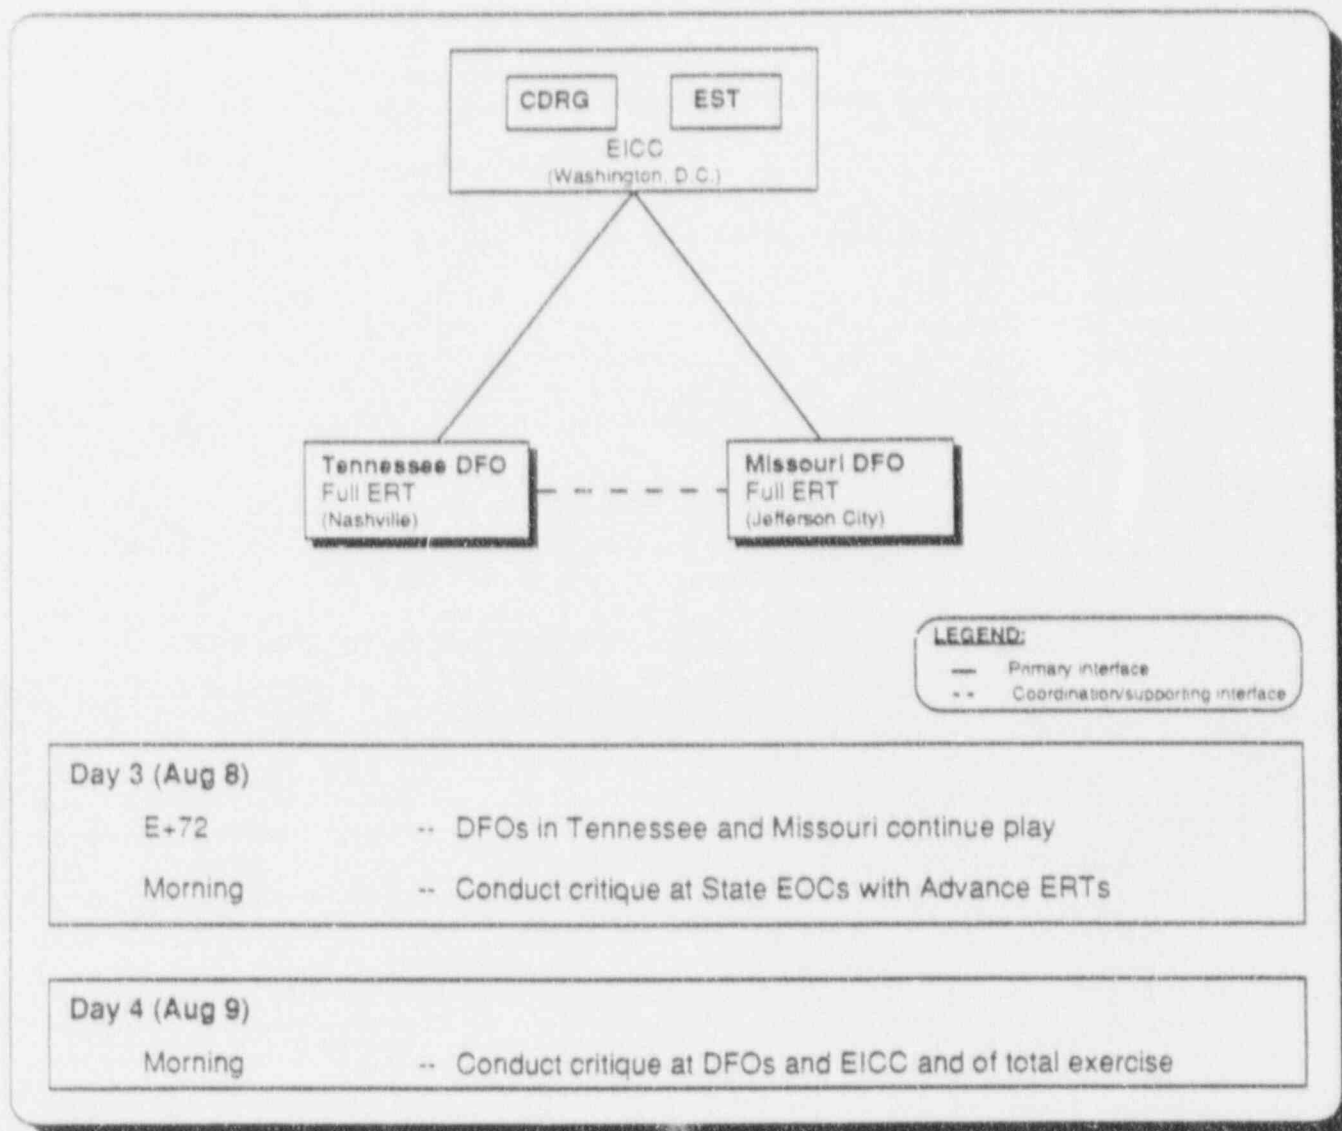 CDRG
EST
EICC
(Washington, D.C.)
Tennessee DFO
Full ERT
(Nashville)
Missouri DFO
Full ERT
(Jefferson City)
LEGEND:
— Primary interface
-- Coordination/supporting interface
Day 3 (Aug 8)
E+72 -- DFOs in Tennessee and Missouri continue play
Morning -- Conduct critique at State EOCs with Advance ERTs
Day 4 (Aug 9)
Morning -- Conduct critique at DFOs and EICC and of total exercise